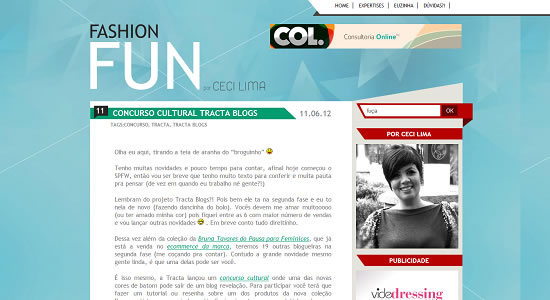 HOME | EXPERTISES | EUZINHA | DÚVIDAS!! |
FASHION
FUN
POR CECI LIMA
COL.
Consultoria Online™
11
CONCURSO CULTURAL TRACTA BLOGS
11,06.12
TAGS:CONCURSO, TRACTA, TRACTA BLOGS
Olha eu aqui, tirando a teia de aranha do "broguinho"
Tenho muitas novidades e pouco tempo para contar, afinal hoje começou o
SPFW, então vou ser breve que tenho muito texto para conferir e muita pauta
pra pensar (de vez em quando eu trabalho né gente?!)
Lembram do projeto Tracta Blogs?! Pois bem ele ta na segunda fase e eu to
nela de novo (fazendo dancinha do bolo). Vocês devem me amar muitoooo
(ou ter amado minha cor) pois fiquei entre as 6 com maior número de vendas
e vou lançar outras novidades . Em breve conto tudo direitinho.
Dessa vez além da coleção da Bruna Tavares do Pausa para Feminices, que já
está a venda no ecommerce da marca, teremos 19 outras blogueiras na
segunda fase (me coçando pra contar). Contudo a grande novidade mesmo
gente linda, é que uma delas pode ser você.
É isso mesmo, a Tracta lançou um concurso cultural onde uma das novas
cores de batom pode sair de um blog revelação. Para participar você terá que
fazer um tutorial ou resenha sobre um dos produtos da nova coleção
fuça
OK
POR CECI LIMA
PUBLICIDADE
videdressing